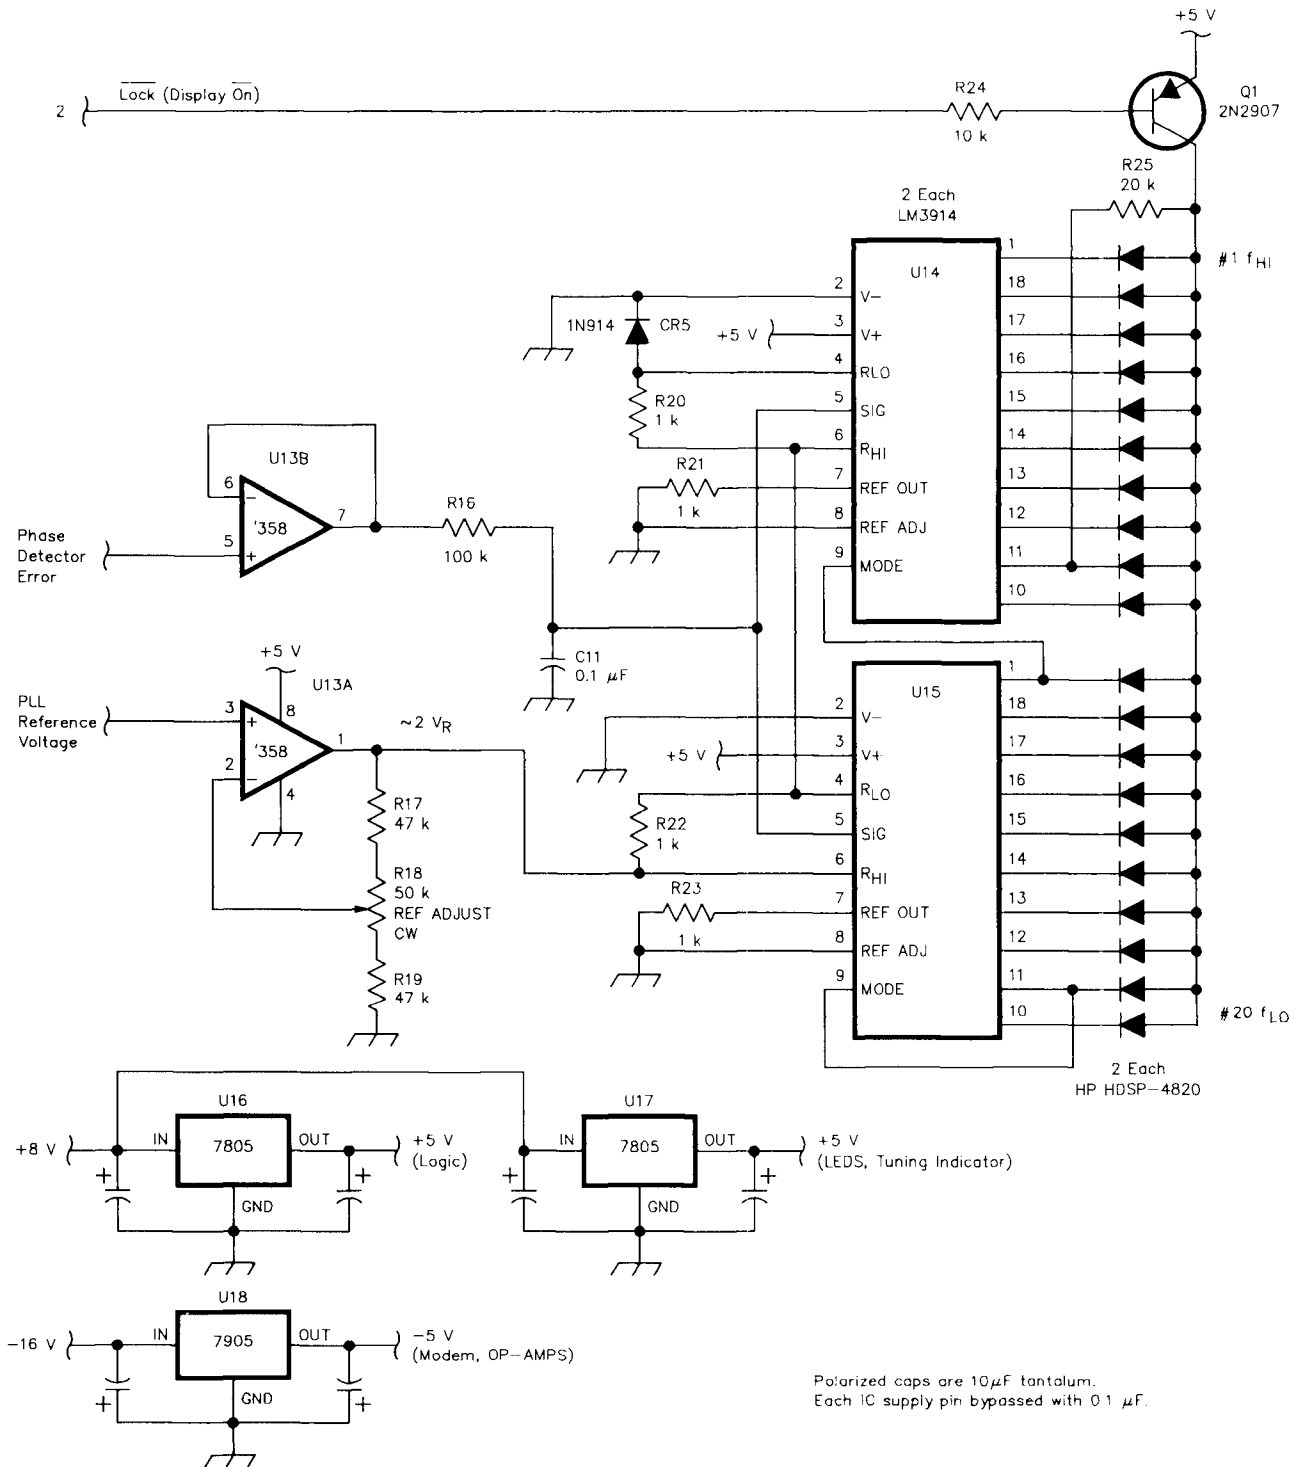 +5 V
Lock (Display On)
2
R24
10 k
Q1
2N2907
R25
20 k
2 Each
LM3914
U14
1
#1 fHI
2
V-
18
1N914
CR5
+5 V
3
V+
17
4
RLO
16
R20
1 k
5
SIG
15
6
RHI
14
R21
1 k
7
REF OUT
13
8
REF ADJ
12
9
MODE
11
10
U13B
6
-
'358
7
5
+
Phase
Detector
Error
R16
100 k
C11
0.1 μF
+5 V
U13A
PLL
Reference
Voltage
3
+
8
'358
1
2
-
4
~2 VR
R17
47 k
R18
50 k
REF ADJUST
CW
R19
47 k
U15
1
2
V-
18
+5 V
3
V+
17
4
RLO
16
R22
1 k
5
SIG
15
6
RHI
14
R23
1 k
7
REF OUT
13
8
REF ADJ
12
9
MODE
11
10
#20 fLO
2 Each
HP HDSP-4820
U16
+8 V
IN
7805
OUT
+5 V
(Logic)
+
+
GND
U17
IN
7805
OUT
+5 V
(LEDS, Tuning Indicator)
+
+
GND
U18
-16 V
IN
7905
OUT
-5 V
(Modem, OP-AMPS)
+
+
GND
Polarized caps are 10μF tantalum.
Each IC supply pin bypassed with 0.1 μF.